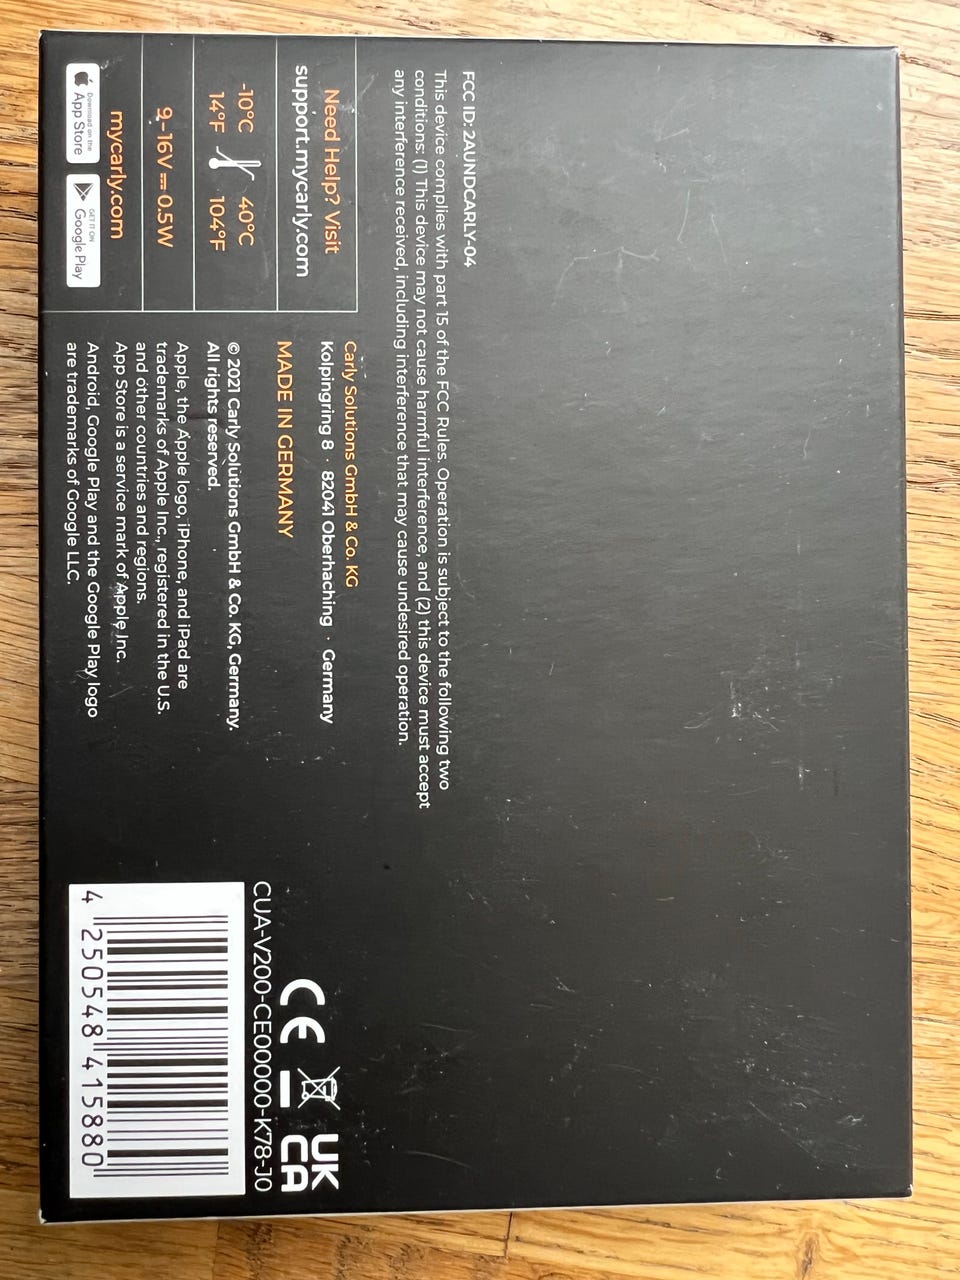 FCC ID: 2AUNDCARLY-04
This device complies with part 15 of the FCC Rules. Operation is subject to the following two
conditions: (1) This device may not cause harmful interference, and (2) this device must accept
any interference received, including interference that may cause undesired operation.
Need Help? Visit
support.mycarly.com
-10°C 40°C
14°F 104°F
9-16V⎓0.5W
mycarly.com
Download on the
App Store
GET IT ON
Google Play
Carly Solutions GmbH & Co. KG
Kolpingring 8 · 82041 Oberhaching · Germany
MADE IN GERMANY
© 2021 Carly Solutions GmbH & Co. KG, Germany.
All rights reserved.
Apple, the Apple logo, iPhone, and iPad are
trademarks of Apple Inc., registered in the U.S.
and other countries and regions.
App Store is a service mark of Apple Inc.
Android, Google Play and the Google Play logo
are trademarks of Google LLC.
CE
UK
CA
CUA-V200-CE00000-K78-J0
4 250548 415880